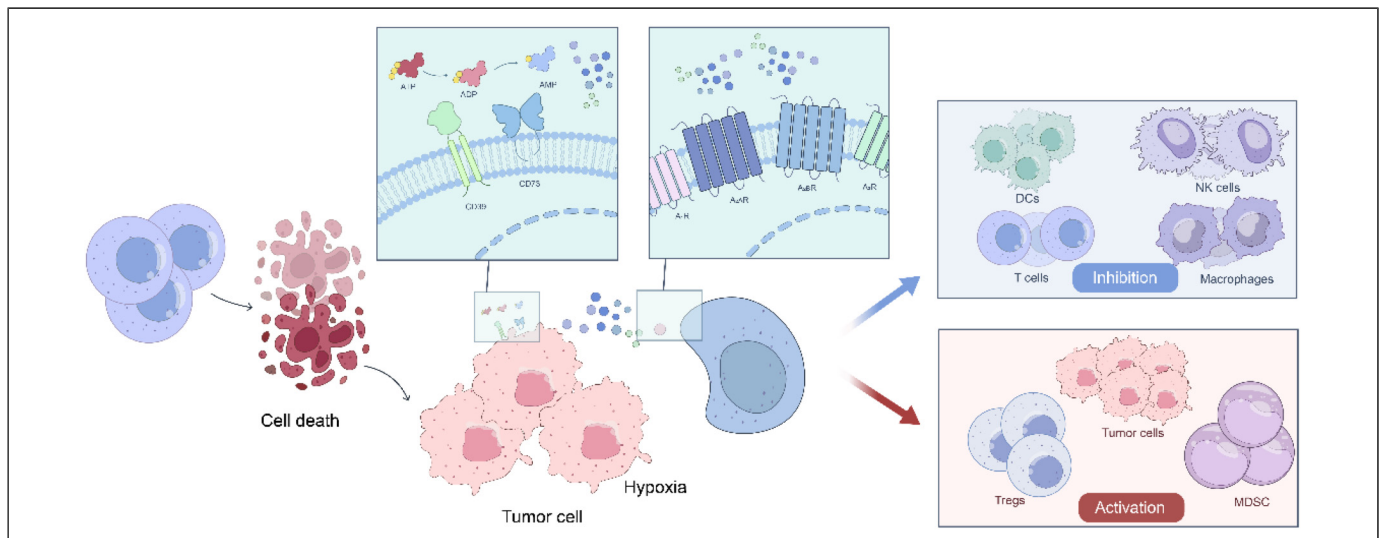 ATP
ADP
AMP
CD39
CD73
A₁R
A₂AR
A₂BR
A₃R
DCs
NK cells
T cells
Inhibition
Macrophages
Cell death
Hypoxia
Tumor cell
Tumor cells
Tregs
Activation
MDSC